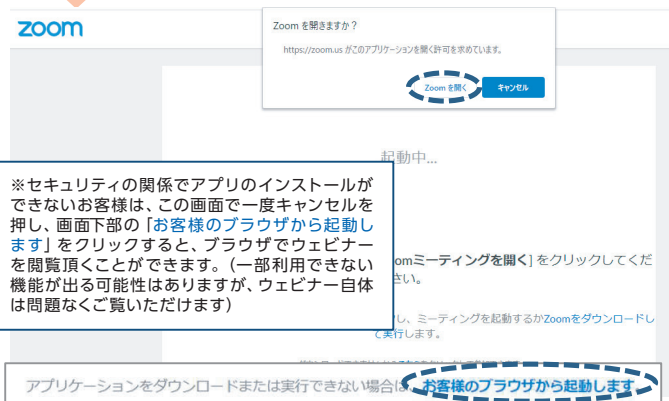 zoom
Zoom を開きますか？
https://zoom.us がこのアプリケーションを開く許可を求めています。
Zoom を開く キャンセル
起動中...
※セキュリティの関係でアプリのインストールが
できないお客様は、この画面で一度キャンセルを
押し、画面下部の「お客様のブラウザから起動し
ます」をクリックすると、ブラウザでウェビナー
を閲覧頂くことができます。（一部利用できない
機能が出る可能性はありますが、ウェビナー自体
は問題なくご覧いただけます）
omミーティングを開く] をクリックしてくだ
さい。
し、ミーティングを起動するかZoomをダウンロードし
て実行します。
アプリケーションをダウンロードまたは実行できない場合は、お客様のブラウザから起動します。